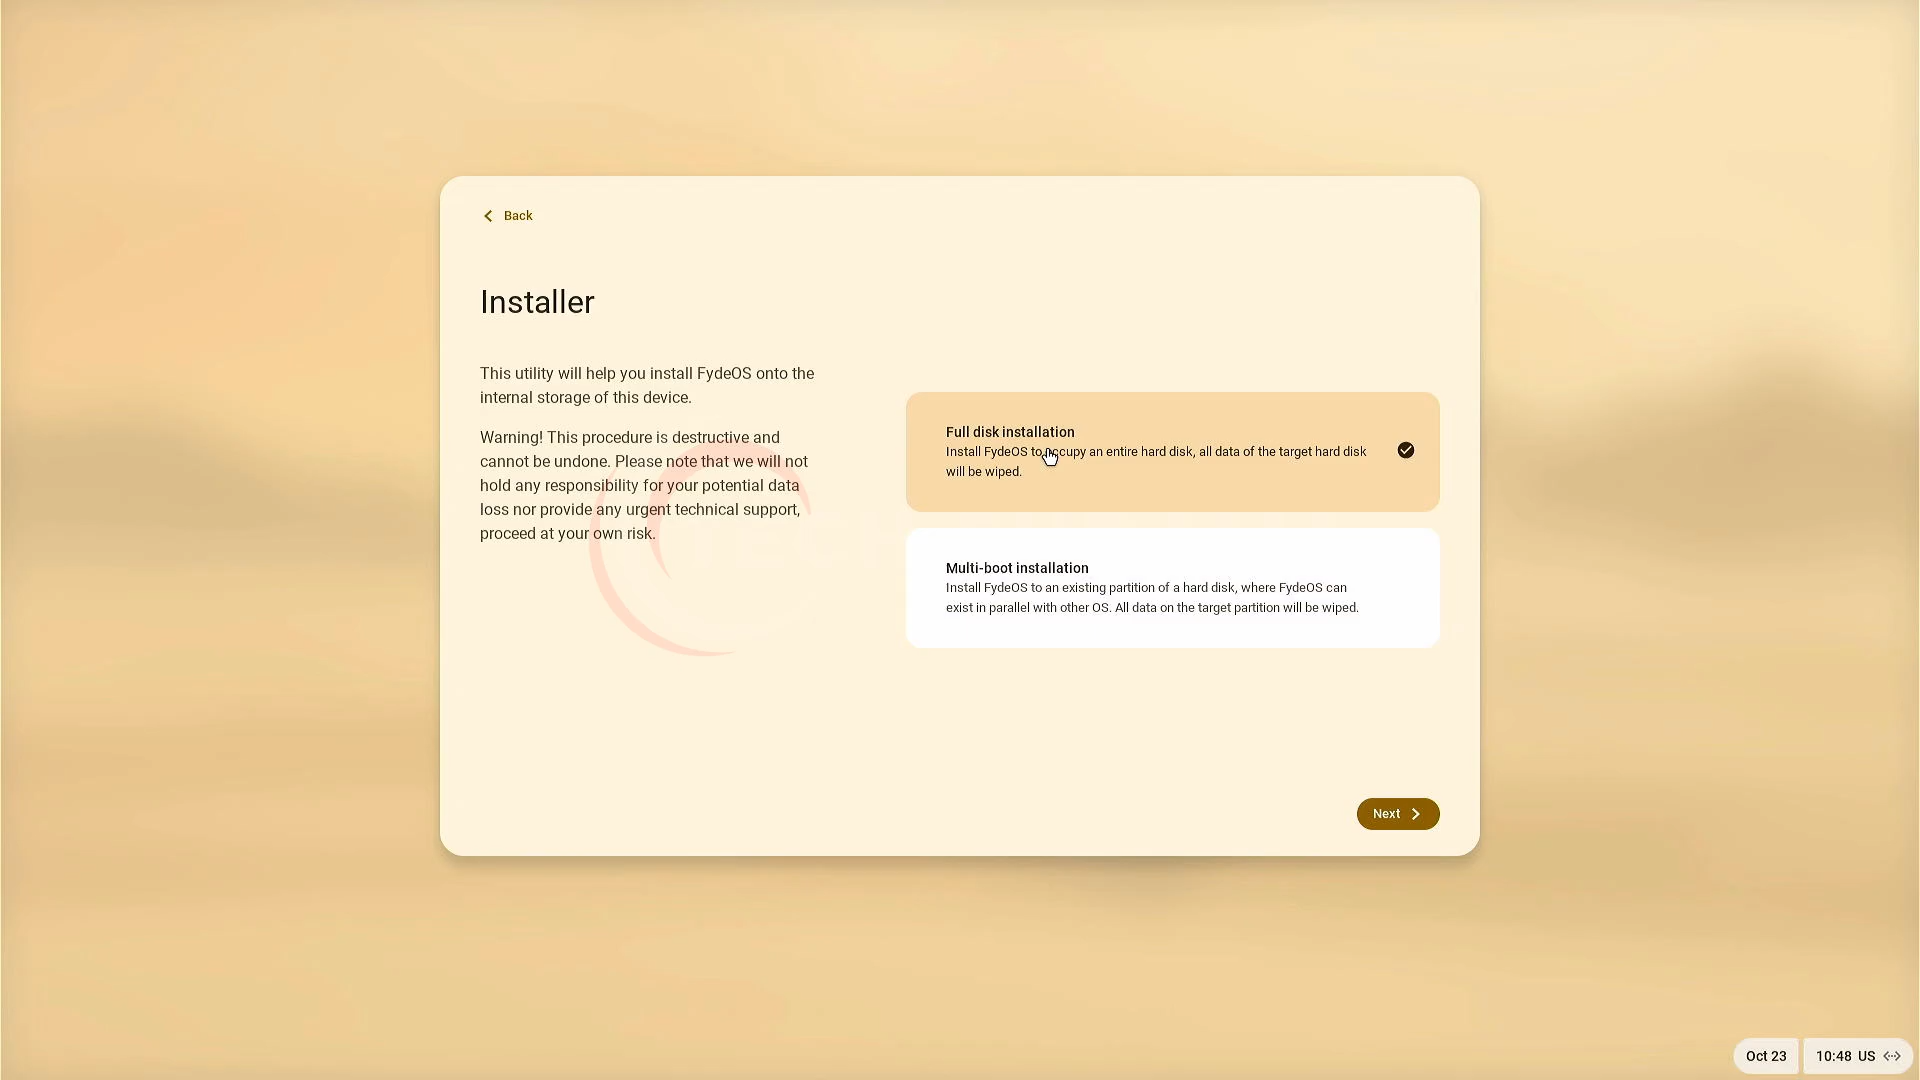 Back
Installer
This utility will help you install FydeOS onto the
internal storage of this device.
Warning! This procedure is destructive and
cannot be undone. Please note that we will not
hold any responsibility for your potential data
loss nor provide any urgent technical support,
proceed at your own risk.
Full disk installation
Install FydeOS to occupy an entire hard disk, all data of the target hard disk
will be wiped.
Multi-boot installation
Install FydeOS to an existing partition of a hard disk, where FydeOS can
exist in parallel with other OS. All data on the target partition will be wiped.
Next
Oct 23
10:48 US